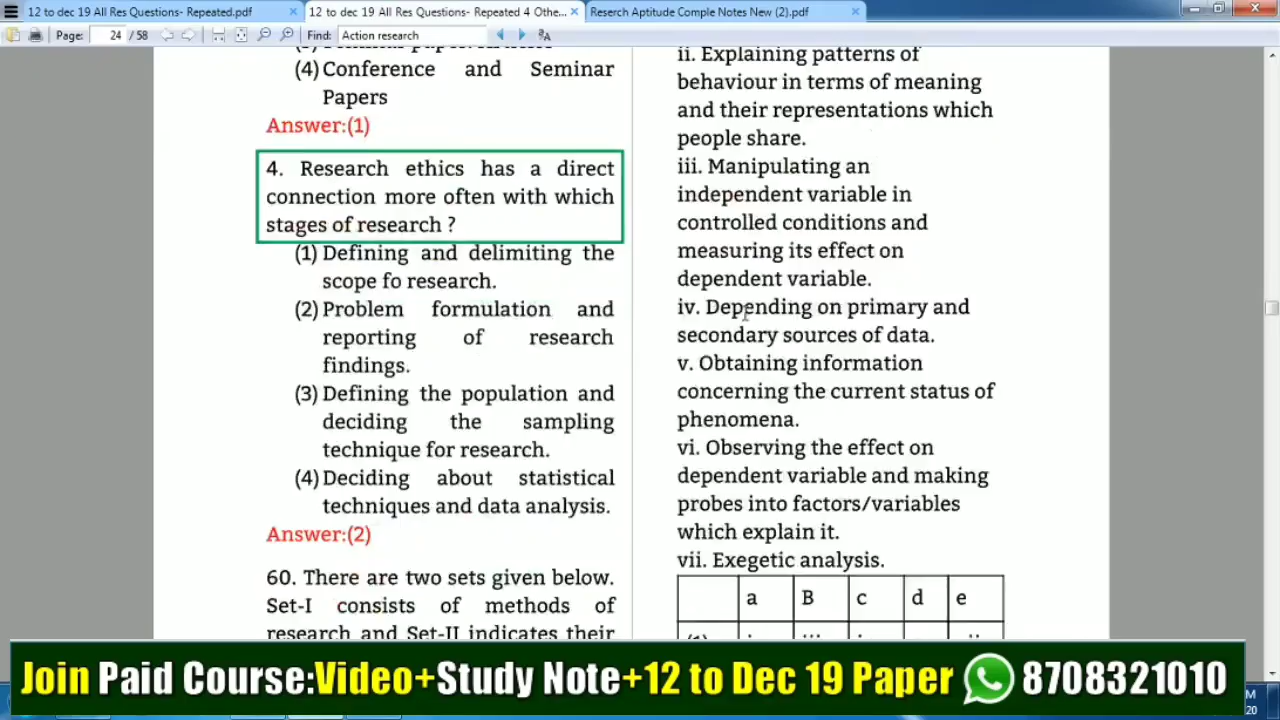 12 to dec 19 All Res Questions- Repeated.pdf
12 to dec 19 All Res Questions- Repeated 4 Othe...
Reserch Aptitude Comple Notes New (2).pdf
Page: 24 / 58
Find: Action research
(4) Conference and Seminar
Papers
Answer:(1)
4. Research ethics has a direct
connection more often with which
stages of research ?
(1) Defining and delimiting the
scope fo research.
(2) Problem formulation and
reporting of research
findings.
(3) Defining the population and
deciding the sampling
technique for research.
(4) Deciding about statistical
techniques and data analysis.
Answer:(2)
60. There are two sets given below.
Set-I consists of methods of
research and Set-II indicates their
ii. Explaining patterns of
behaviour in terms of meaning
and their representations which
people share.
iii. Manipulating an
independent variable in
controlled conditions and
measuring its effect on
dependent variable.
iv. Depending on primary and
secondary sources of data.
v. Obtaining information
concerning the current status of
phenomena.
vi. Observing the effect on
dependent variable and making
probes into factors/variables
which explain it.
vii. Exegetic analysis.
a B c d e
Join Paid Course:Video+Study Note+12 to Dec 19 Paper 8708321010